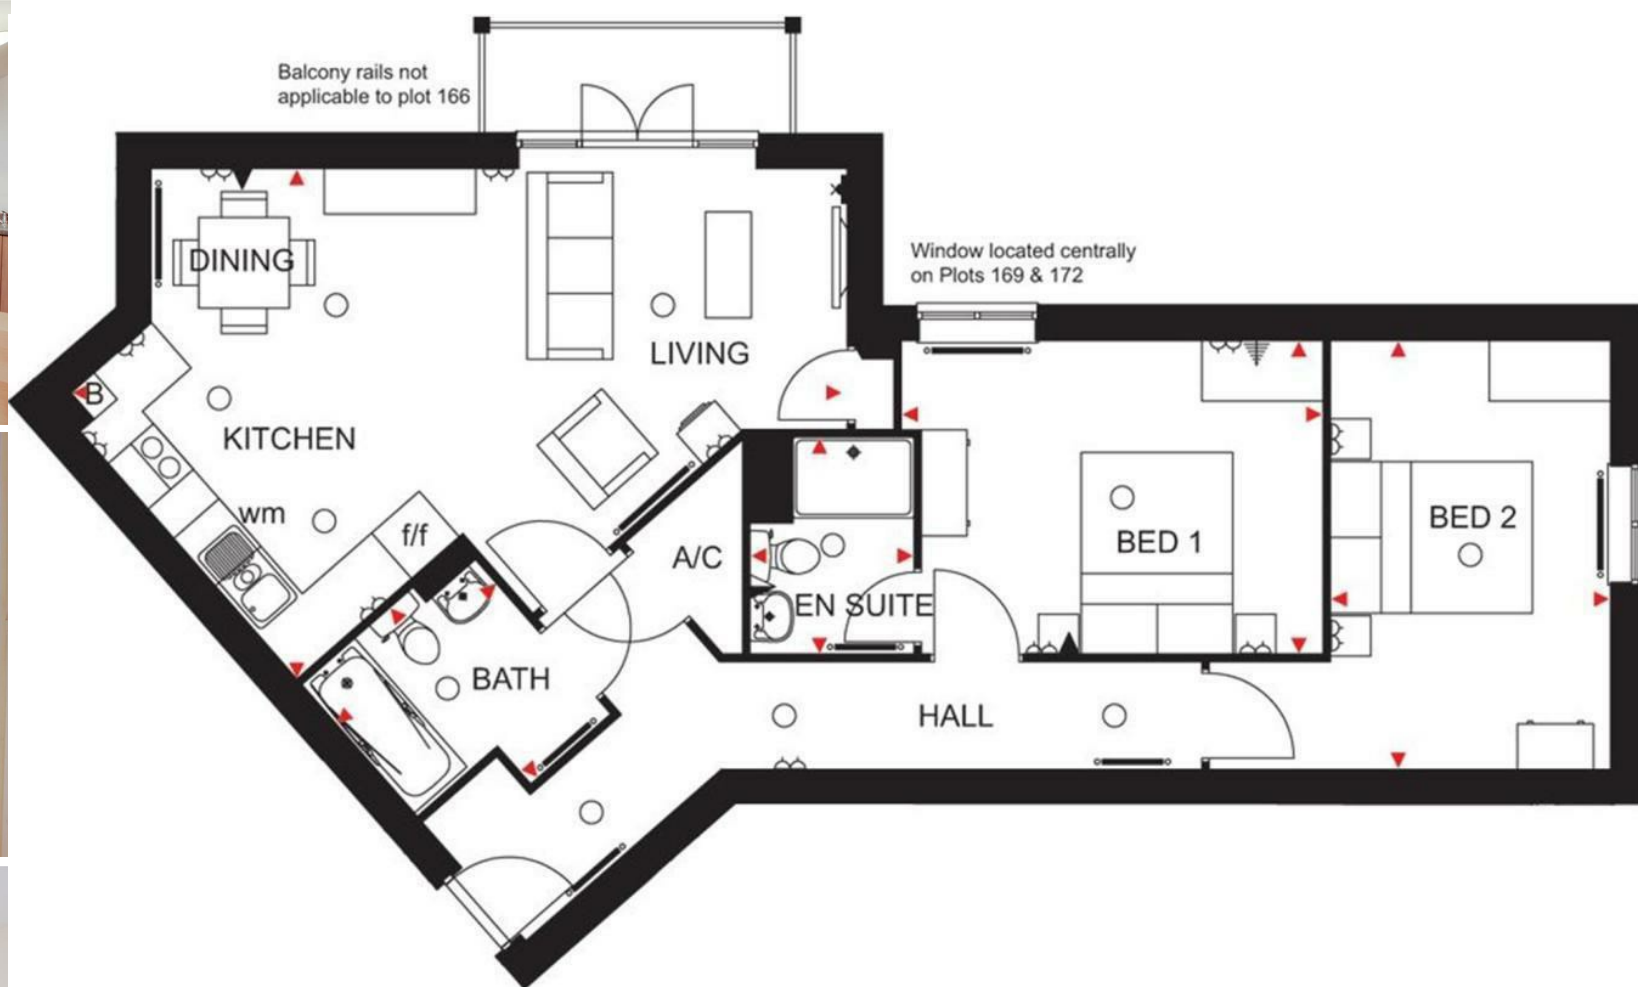 Balcony rails not
applicable to plot 166
Window located centrally
on Plots 169 & 172
DINING
LIVING
B
KITCHEN
wm
f/f
A/C
BED 1
BED 2
EN SUITE
BATH
HALL